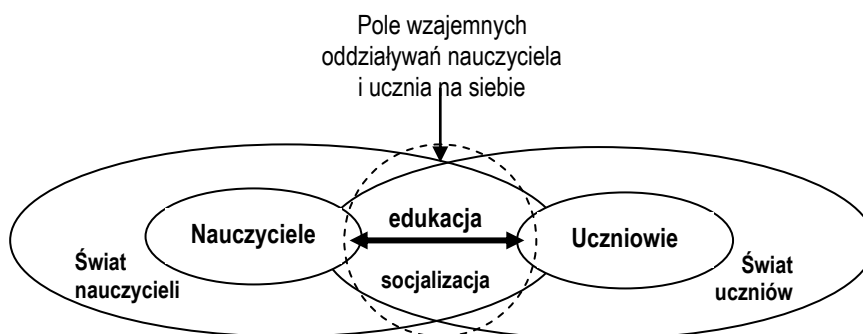 Pole wzajemnych
oddziaływań nauczyciela
i ucznia na siebie
edukacja
Nauczyciele
Uczniowie
Świat
nauczycieli
socjalizacja
Świat
uczniów